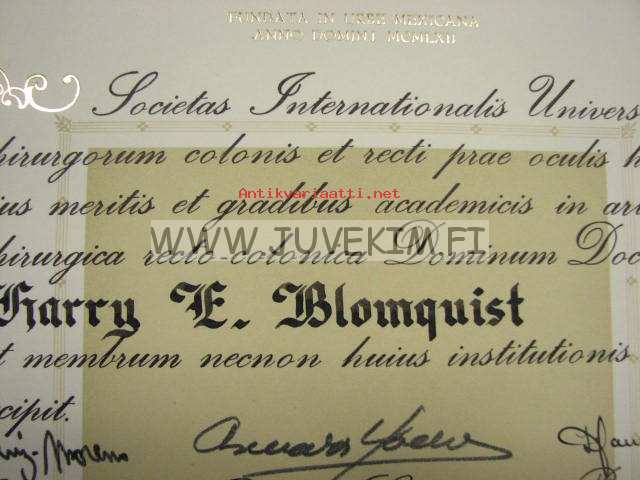 FUNDATA IN URBE MEXICANA
ANNO DOMINI MCMLXII
Societas Internationalis Univers
hirurgorum colonis et recti prae oculis h
ius meritis et gradibus academicis in ar
Antikvariaatti.net
WWW.JUVEKIM.FI
hirurgica recto-colonica Dominum Doc
Harry E. Blomquist
t membrum necnon huius institutionis
cipit.
Moreno